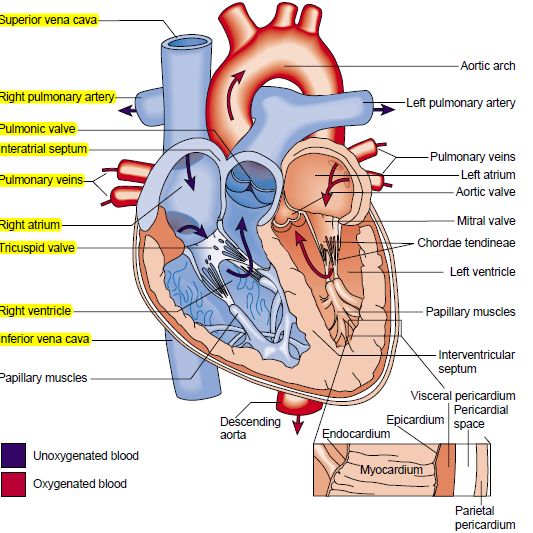 Superior vena cava
Right pulmonary artery
Pulmonic valve
Interatrial septum
Pulmonary veins
Right atrium
Tricuspid valve
Right ventricle
Inferior vena cava
Papillary muscles
Aortic arch
Left pulmonary artery
Pulmonary veins
Left atrium
Aortic valve
Mitral valve
Chordae tendineae
Left ventricle
Papillary muscles
Interventricular
septum
Visceral pericardium
Pericardial
space
Epicardium
Endocardium
Myocardium
Parietal
pericardium
Descending
aorta
Unoxygenated blood
Oxygenated blood